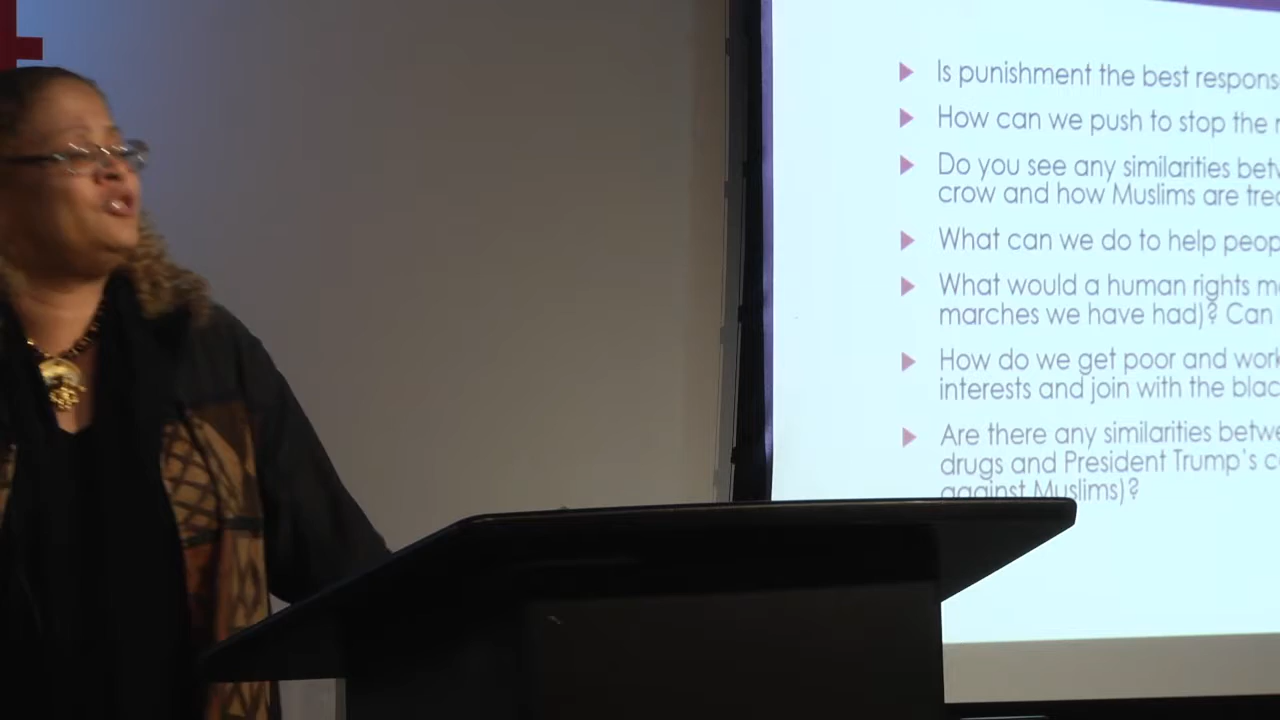 Is punishment the best respons
How can we push to stop the
Do you see any similarities betw
crow and how Muslims are trea
What can we do to help peop
What would a human rights m
marches we have had)? Can
How do we get poor and work
interests and join with the blac
Are there any similarities betwe
drugs and President Trump's c
against Muslims)?